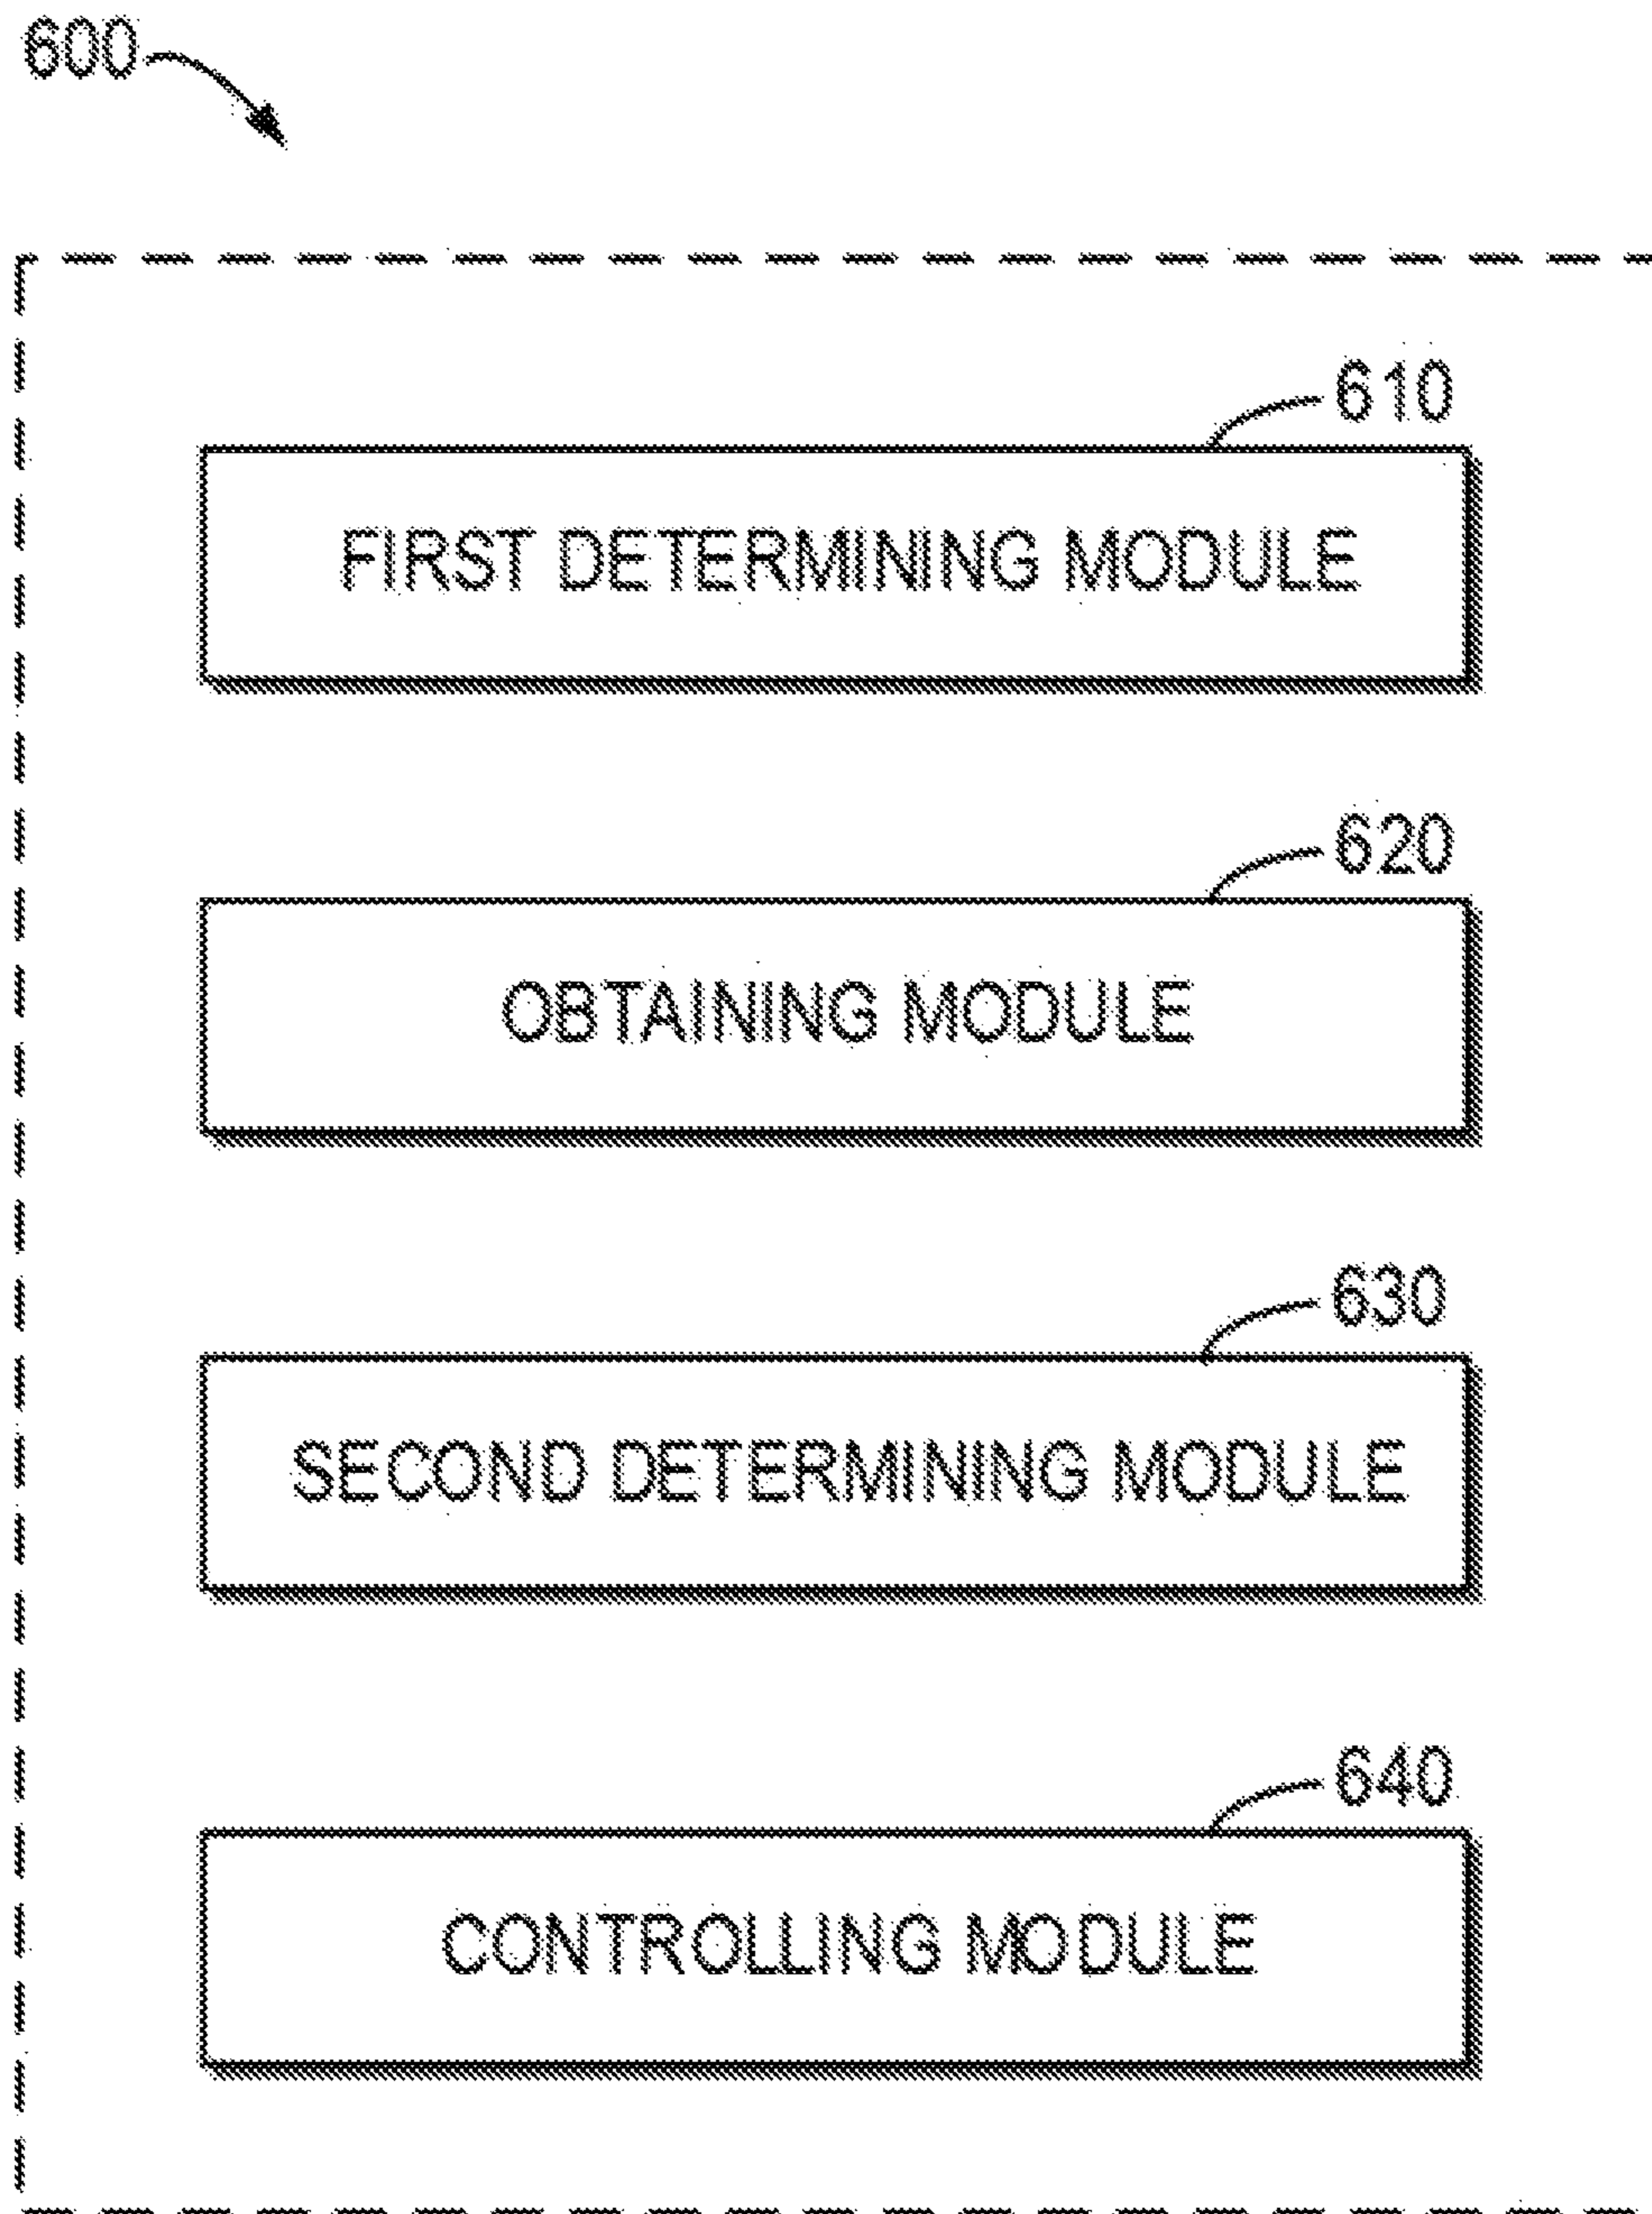 600
610
FIRST DETERMINING MODULE
620
OBTAINING MODULE
630
SECOND DETERMINING MODULE
640
CONTROLLING MODULE